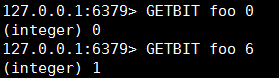 127.0.0.1:6379> GETBIT foo 0
(integer) 0
127.0.0.1:6379> GETBIT foo 6
(integer) 1